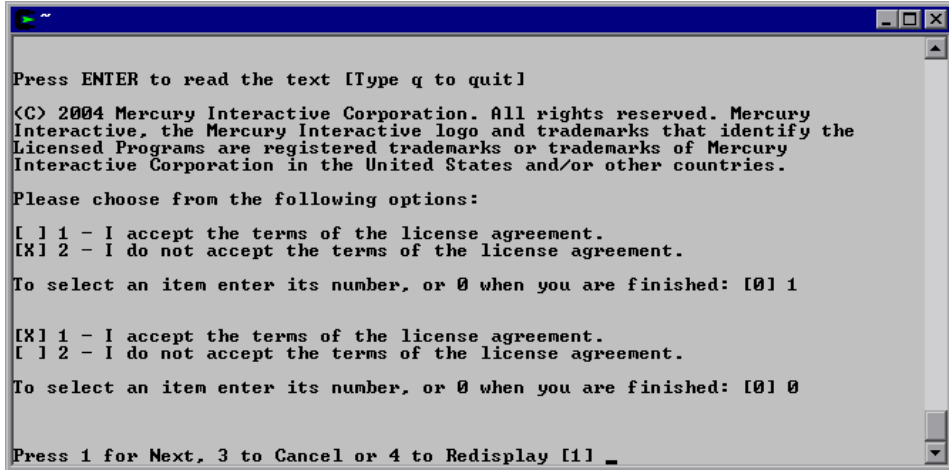 ~
Press ENTER to read the text [Type q to quit]
(C) 2004 Mercury Interactive Corporation. All rights reserved. Mercury
Interactive, the Mercury Interactive logo and trademarks that identify the
Licensed Programs are registered trademarks or trademarks of Mercury
Interactive Corporation in the United States and/or other countries.
Please choose from the following options:
[ ] 1 - I accept the terms of the license agreement.
[X] 2 - I do not accept the terms of the license agreement.
To select an item enter its number, or 0 when you are finished: [0] 1
[X] 1 - I accept the terms of the license agreement.
[ ] 2 - I do not accept the terms of the license agreement.
To select an item enter its number, or 0 when you are finished: [0] 0
Press 1 for Next, 3 to Cancel or 4 to Redisplay [1] _